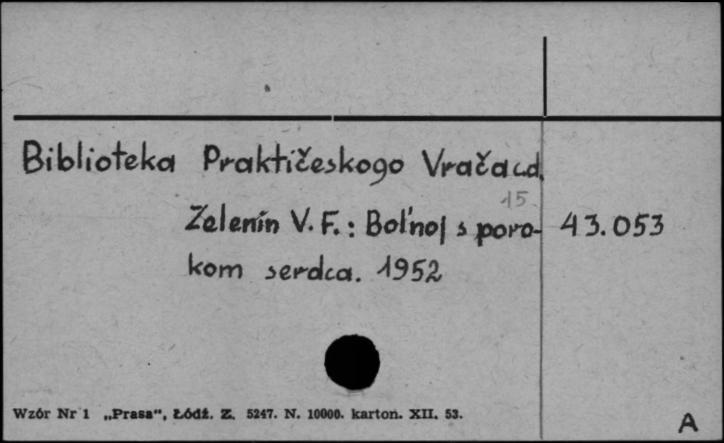 Biblioteka Praktičeskogo Vrača c.d.
15
Zelenin V. F.: Bol'noj s poro- 43.053
kom serdca. 1952
Wzór Nr 1 „Prasa“, Łódź. Z. 5247. N. 10000. karton. XII. 53.
A